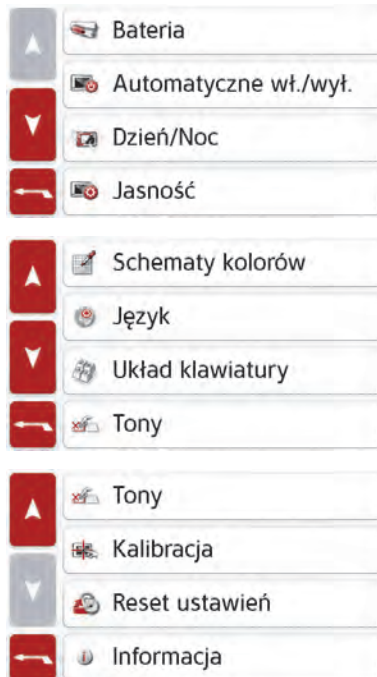 Bateria
Automatyczne wł./wył.
Dzień/Noc
Jasność
Schematy kolorów
Język
Układ klawiatury
Tony
Tony
Kalibracja
Reset ustawień
Informacja